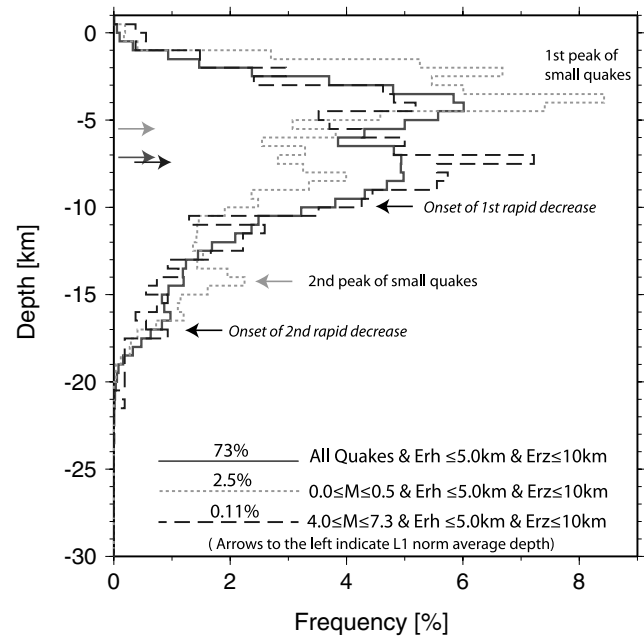 0
1st peak of
small quakes
-5
-10
Onset of 1st rapid decrease
Depth [km]
2nd peak of small quakes
-15
Onset of 2nd rapid decrease
-20
73%
All Quakes & Erh ≤5.0km & Erz≤10km
2.5%
-25
0.0≤M≤0.5 & Erh ≤5.0km & Erz≤10km
0.11%
4.0≤M≤7.3 & Erh ≤5.0km & Erz≤10km
( Arrows to the left indicate L1 norm average depth)
-30
0 2 4 6 8
Frequency [%]